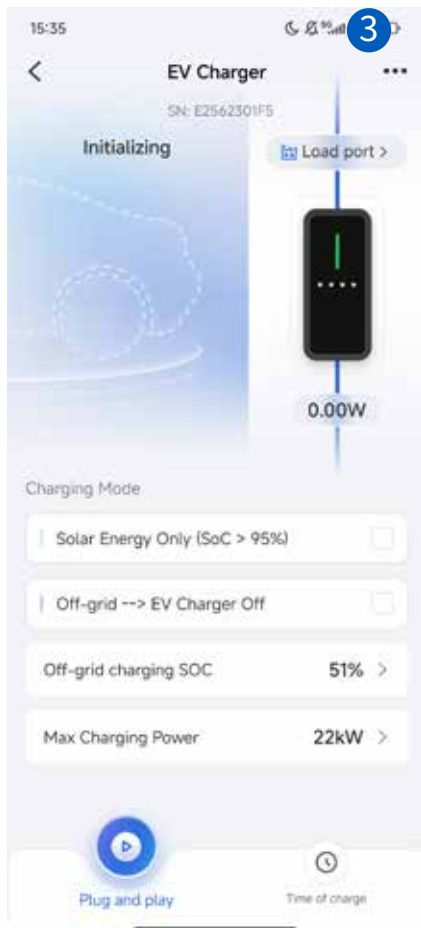 15:35
3
EV Charger
SN: E2562301F5
Initializing
Load port >
0.00W
Charging Mode
Solar Energy Only (SoC > 95%)
Off-grid --> EV Charger Off
Off-grid charging SOC 51% >
Max Charging Power 22kW >
Plug and play
Time of charge